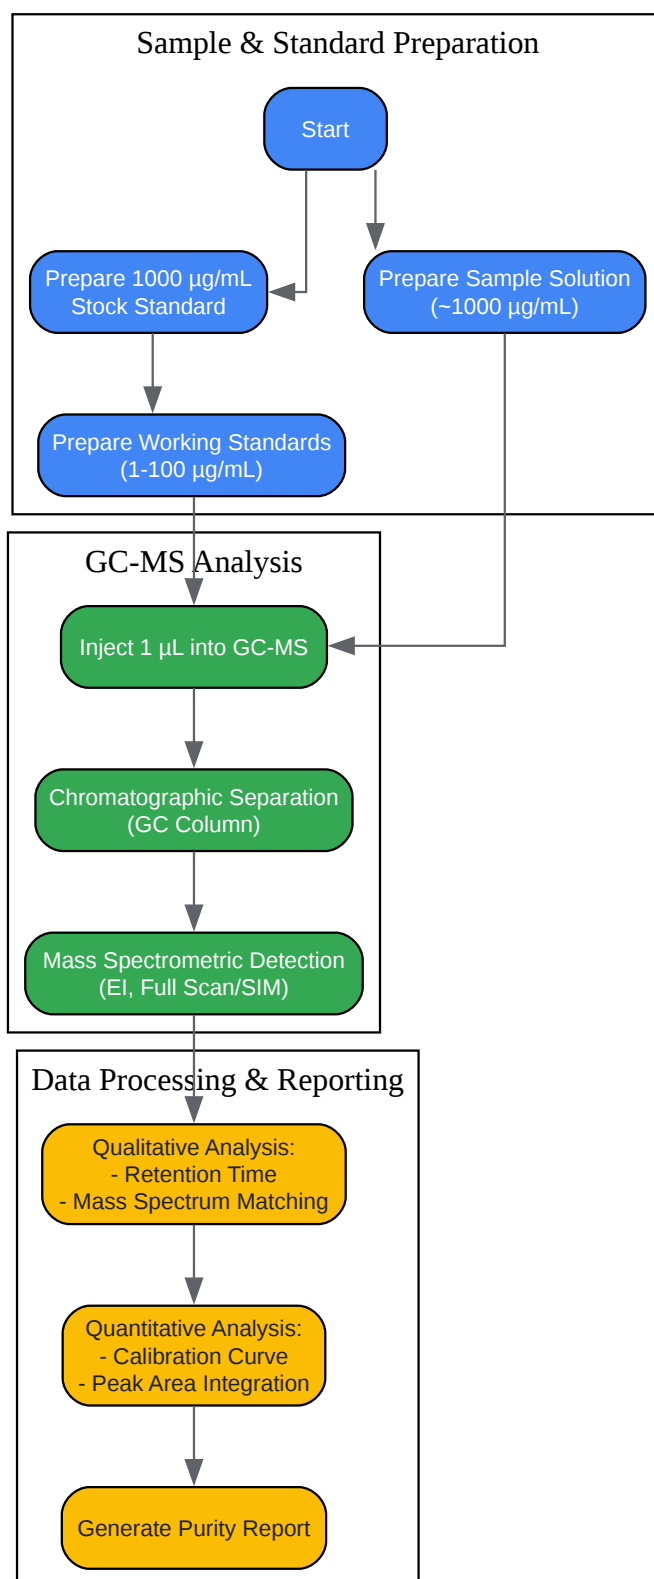 Sample & Standard Preparation
Start
Prepare 1000 µg/mL
Stock Standard
Prepare Sample Solution
(~1000 µg/mL)
Prepare Working Standards
(1-100 µg/mL)
GC-MS Analysis
Inject 1 µL into GC-MS
Chromatographic Separation
(GC Column)
Mass Spectrometric Detection
(EI, Full Scan/SIM)
Data Processing & Reporting
Qualitative Analysis:
- Retention Time
- Mass Spectrum Matching
Quantitative Analysis:
- Calibration Curve
- Peak Area Integration
Generate Purity Report